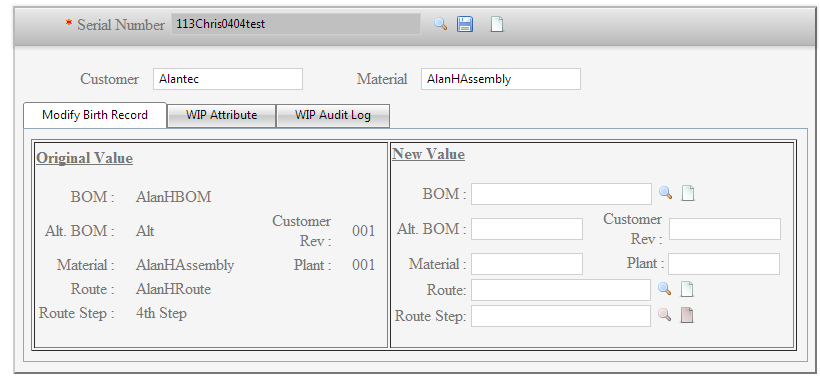 * Serial Number 113Chris0404test
Customer Alantec Material AlanHAssembly
Modify Birth Record WIP Attribute WIP Audit Log
Original Value
BOM : AlanHBOM
Alt. BOM : Alt Customer Rev : 001
Material : AlanHAssembly Plant : 001
Route : AlanHRoute
Route Step : 4th Step
New Value
BOM :
Alt. BOM : Customer Rev :
Material : Plant :
Route:
Route Step: